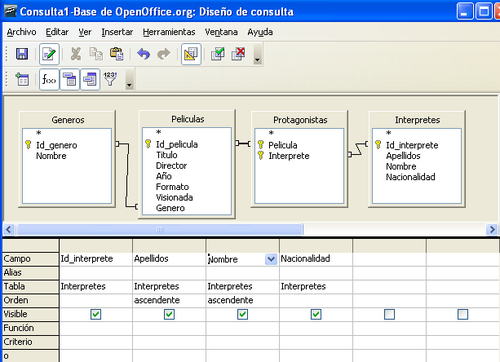 Consulta1-Base de OpenOffice.org: Diseño de consulta
Archivo Editar Ver Insertar Herramientas Ventana Ayuda
f(x) 123
Generos Peliculas Protagonistas Interpretes
* * * *
Id_genero Id_pelicula Pelicula Id_interprete
Nombre Titulo Interprete Apellidos
Director Nombre
Año Nacionalidad
Formato
Visionada
Genero
Campo Id_interprete Apellidos Nombre Nacionalidad
Alias
Tabla Interpretes Interpretes Interpretes Interpretes
Orden ascendente ascendente
Visible
Función
Criterio
o